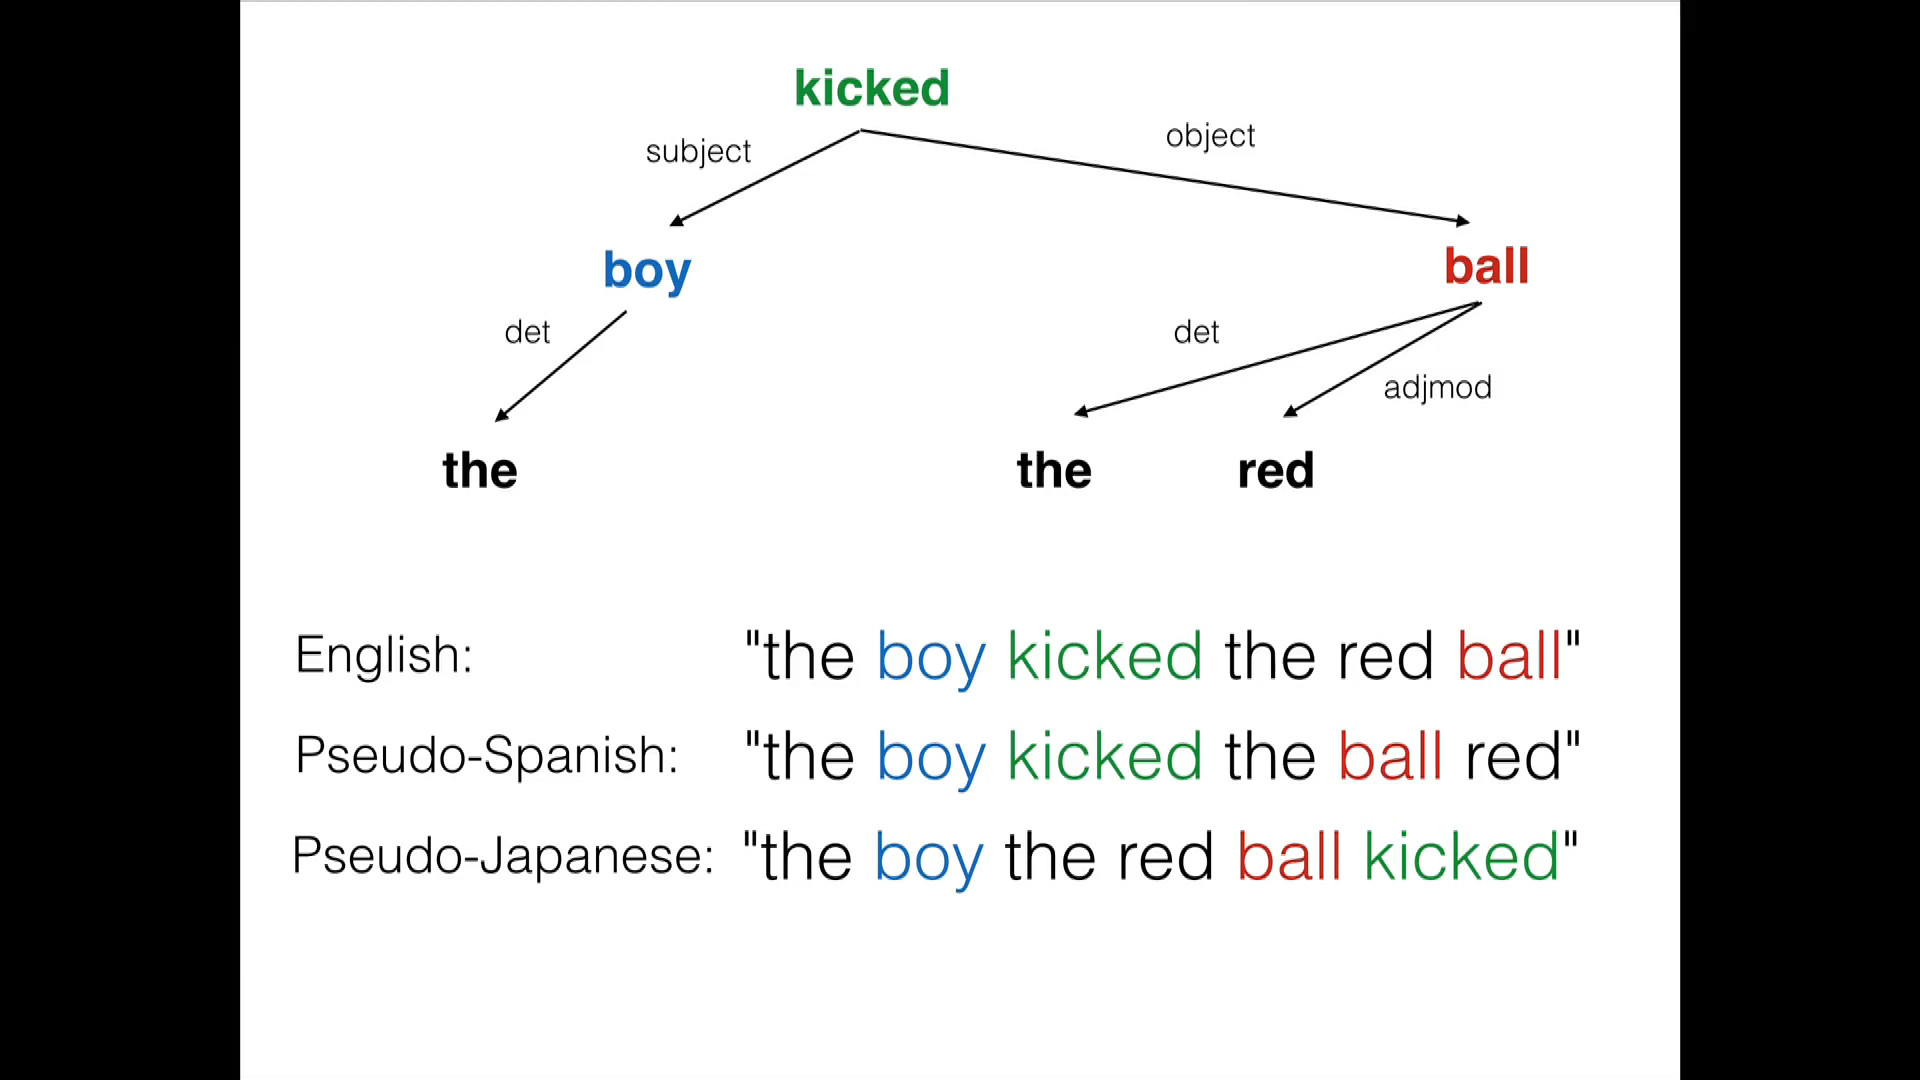 kicked
subject
object
boy
ball
det
det
adjmod
the
the red
English: "the boy kicked the red ball"
Pseudo-Spanish: "the boy kicked the ball red"
Pseudo-Japanese: "the boy the red ball kicked"